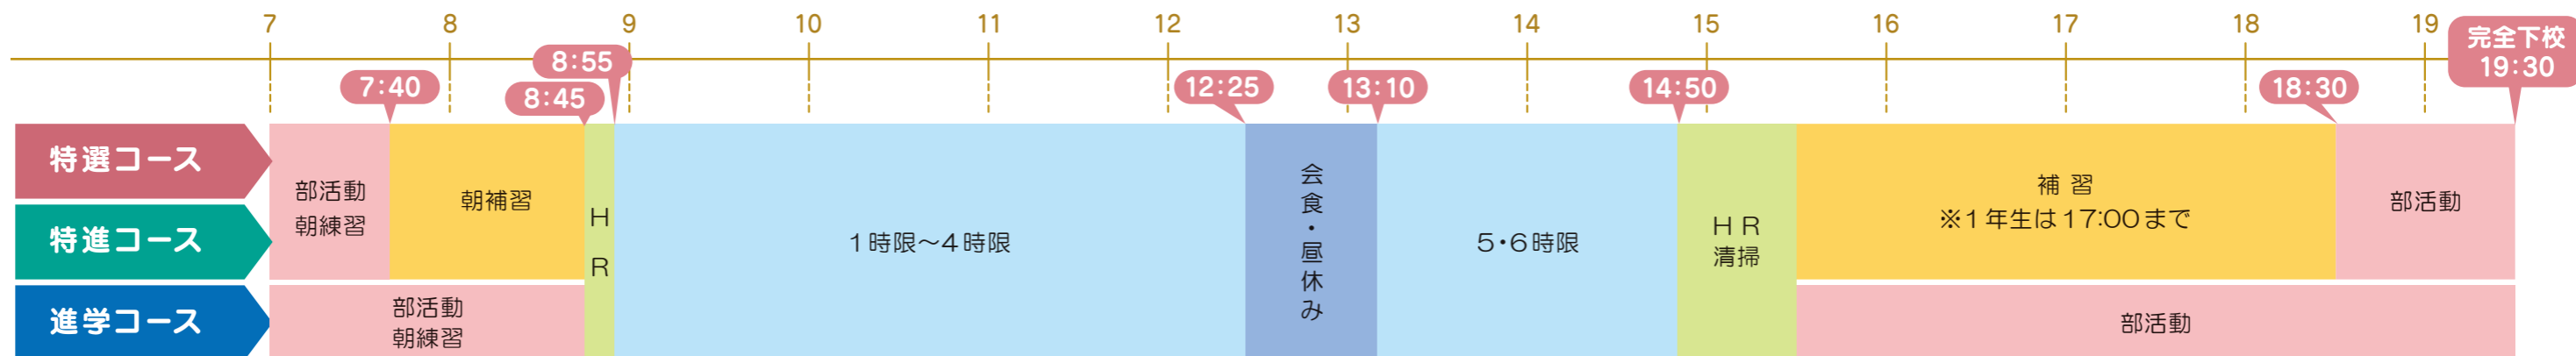 7 8 9 10 11 12 13 14 15 16 17 18 19
完全下校
19:30
8:55
7:40
8:45
12:25
13:10
14:50
18:30
特選コース
特進コース
進学コース
部活動
朝練習
朝補習
HR
1時限～4時限
会食・昼休み
5・6時限
HR
清掃
補習
※1年生は17:00まで
部活動
部活動
朝練習
部活動